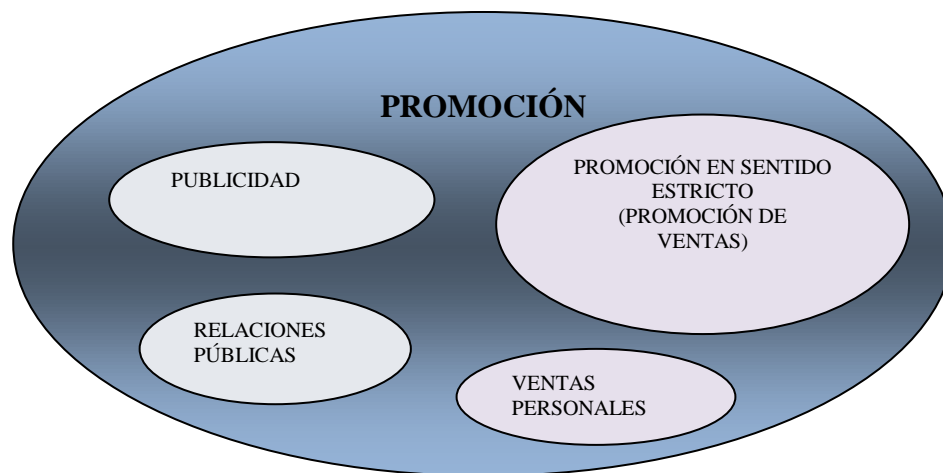 PROMOCIÓN
PUBLICIDAD
PROMOCIÓN EN SENTIDO
ESTRICTO
(PROMOCIÓN DE
VENTAS)
RELACIONES
PÚBLICAS
VENTAS
PERSONALES